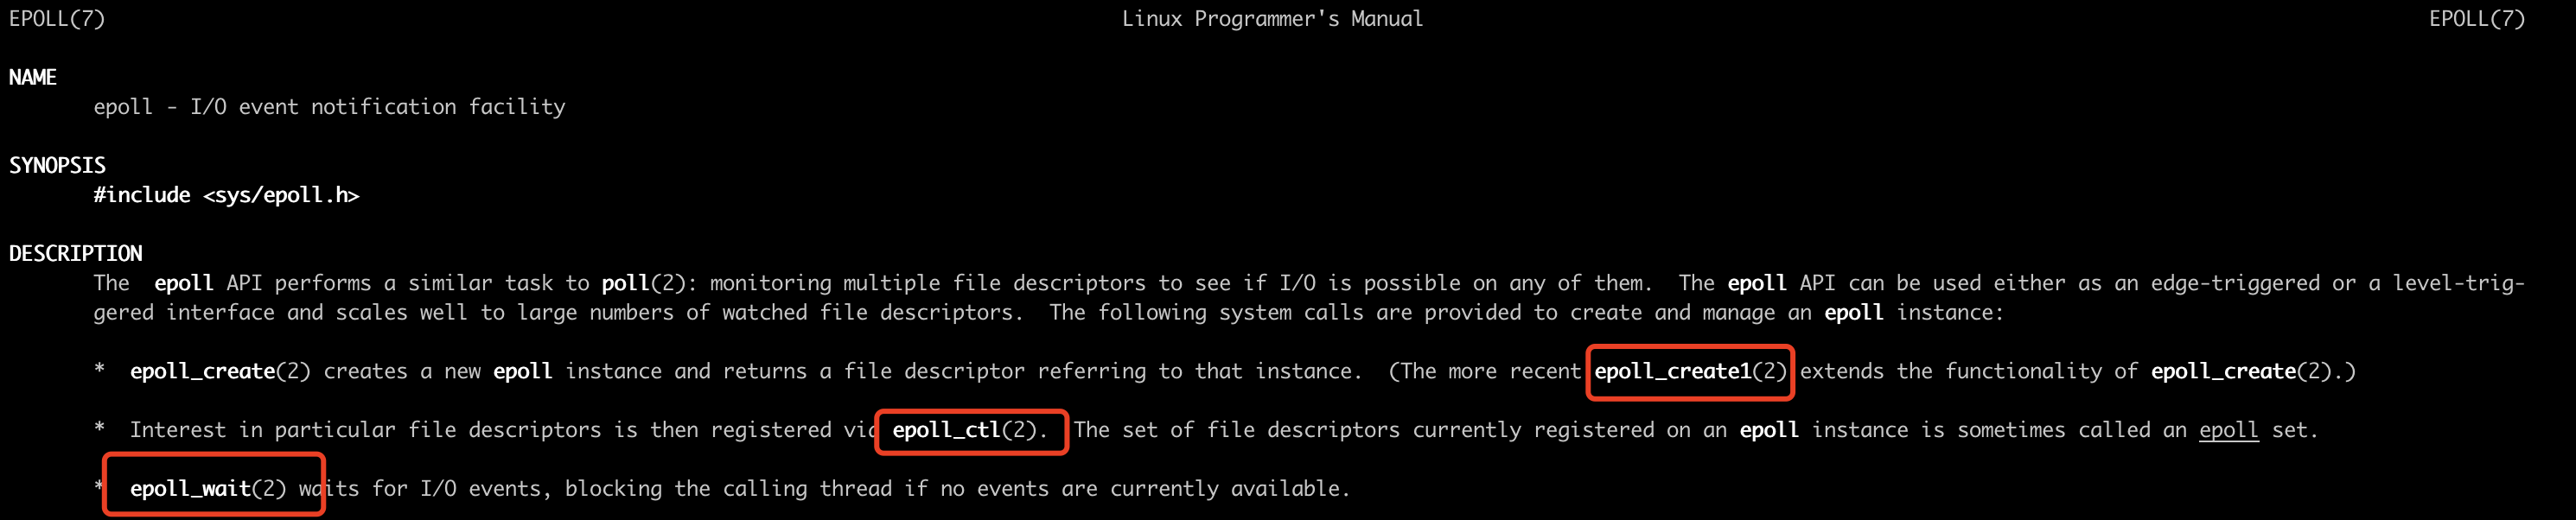 EPOLL(7) Linux Programmer's Manual EPOLL(7)
NAME
epoll - I/O event notification facility
SYNOPSIS
#include <sys/epoll.h>
DESCRIPTION
The epoll API performs a similar task to poll(2): monitoring multiple file descriptors to see if I/O is possible on any of them. The epoll API can be used either as an edge-triggered or a level-trig-
gered interface and scales well to large numbers of watched file descriptors. The following system calls are provided to create and manage an epoll instance:
* epoll_create(2) creates a new epoll instance and returns a file descriptor referring to that instance. (The more recent epoll_create1(2) extends the functionality of epoll_create(2).)
* Interest in particular file descriptors is then registered via epoll_ctl(2). The set of file descriptors currently registered on an epoll instance is sometimes called an epoll set.
* epoll_wait(2) waits for I/O events, blocking the calling thread if no events are currently available.